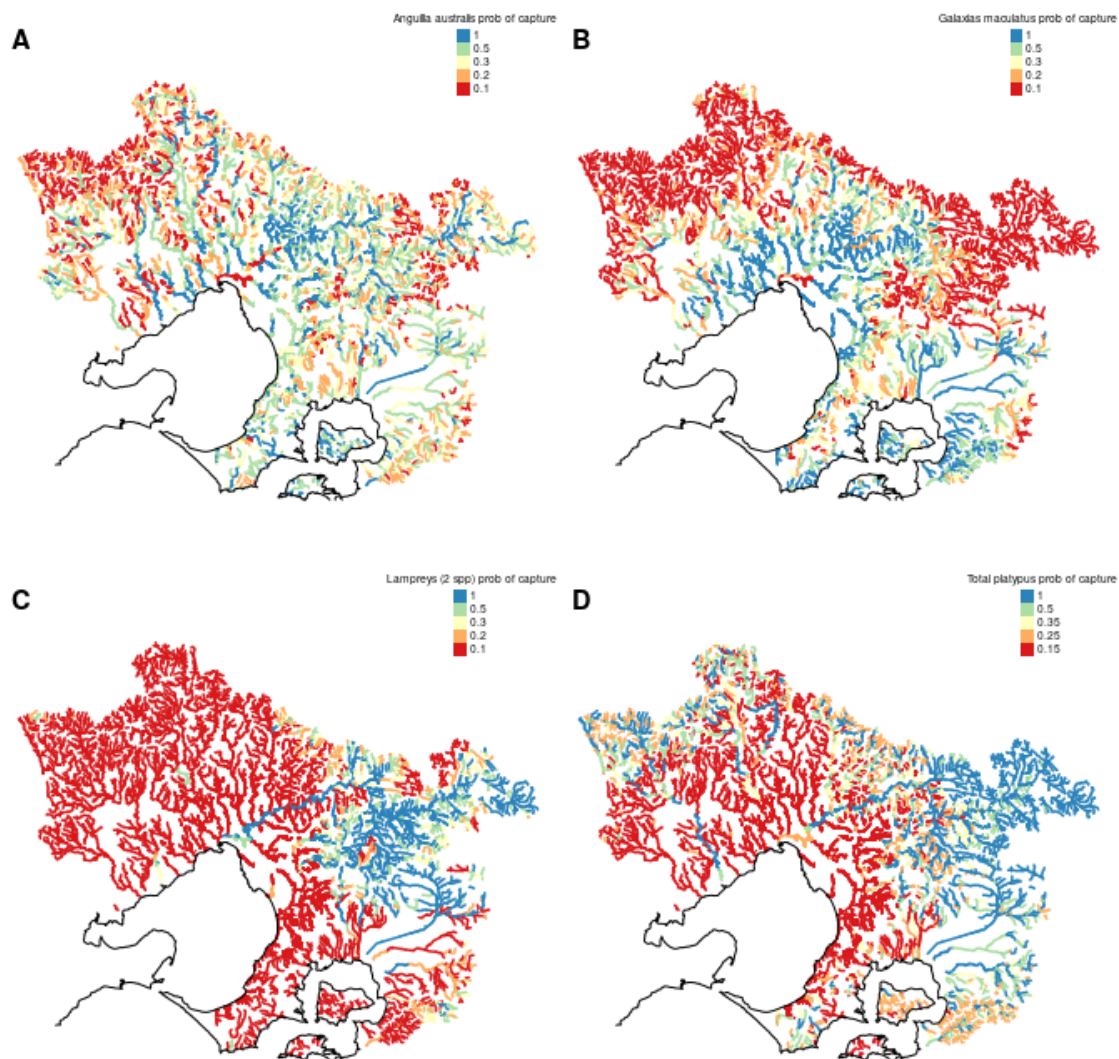 Anguilla australis prob of capture
A
1
0.5
0.3
0.2
0.1
Galaxias maculatus prob of capture
B
1
0.5
0.3
0.2
0.1
Lampreys (2 spp) prob of capture
C
1
0.5
0.3
0.2
0.1
Total platypus prob of capture
D
1
0.5
0.35
0.25
0.15